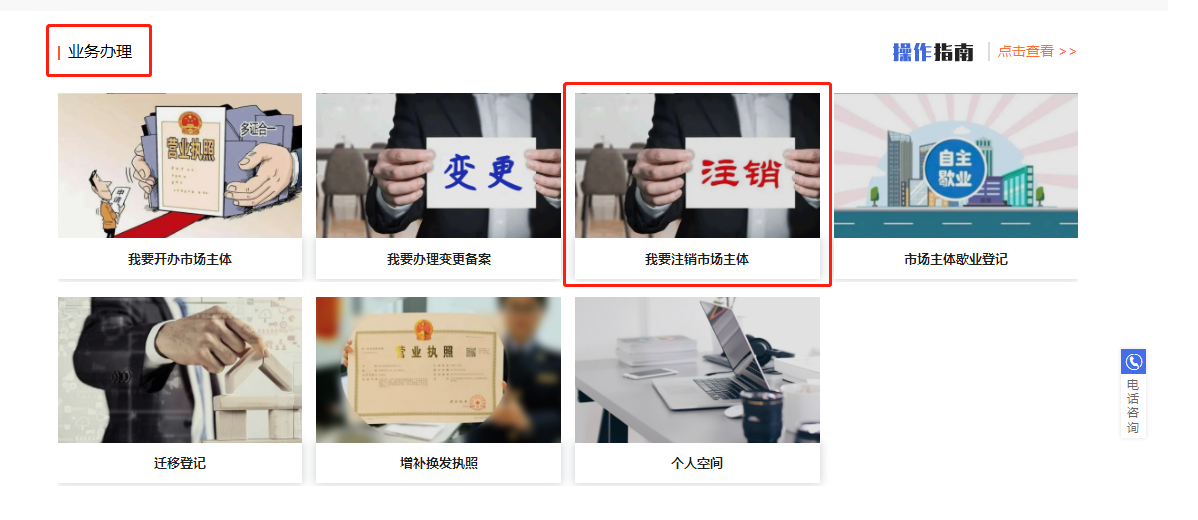 业务办理
操作指南
点击查看 >>
营业执照
多证合一
申请
变更
注销
自主
歇业
我要开办市场主体
我要办理变更备案
我要注销市场主体
市场主体歇业登记
营业执照
迁移登记
增补换发执照
个人空间
电
话
咨
询